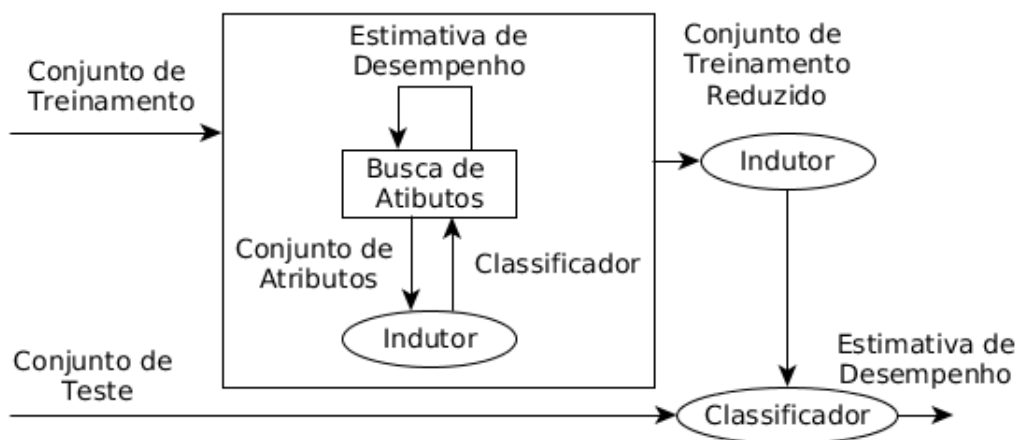 Conjunto de
Treinamento
Estimativa de
Desempenho
Busca de
Atibutos
Conjunto de
Atributos
Classificador
Indutor
Conjunto de
Treinamento
Reduzido
Indutor
Conjunto de
Teste
Classificador
Estimativa de
Desempenho